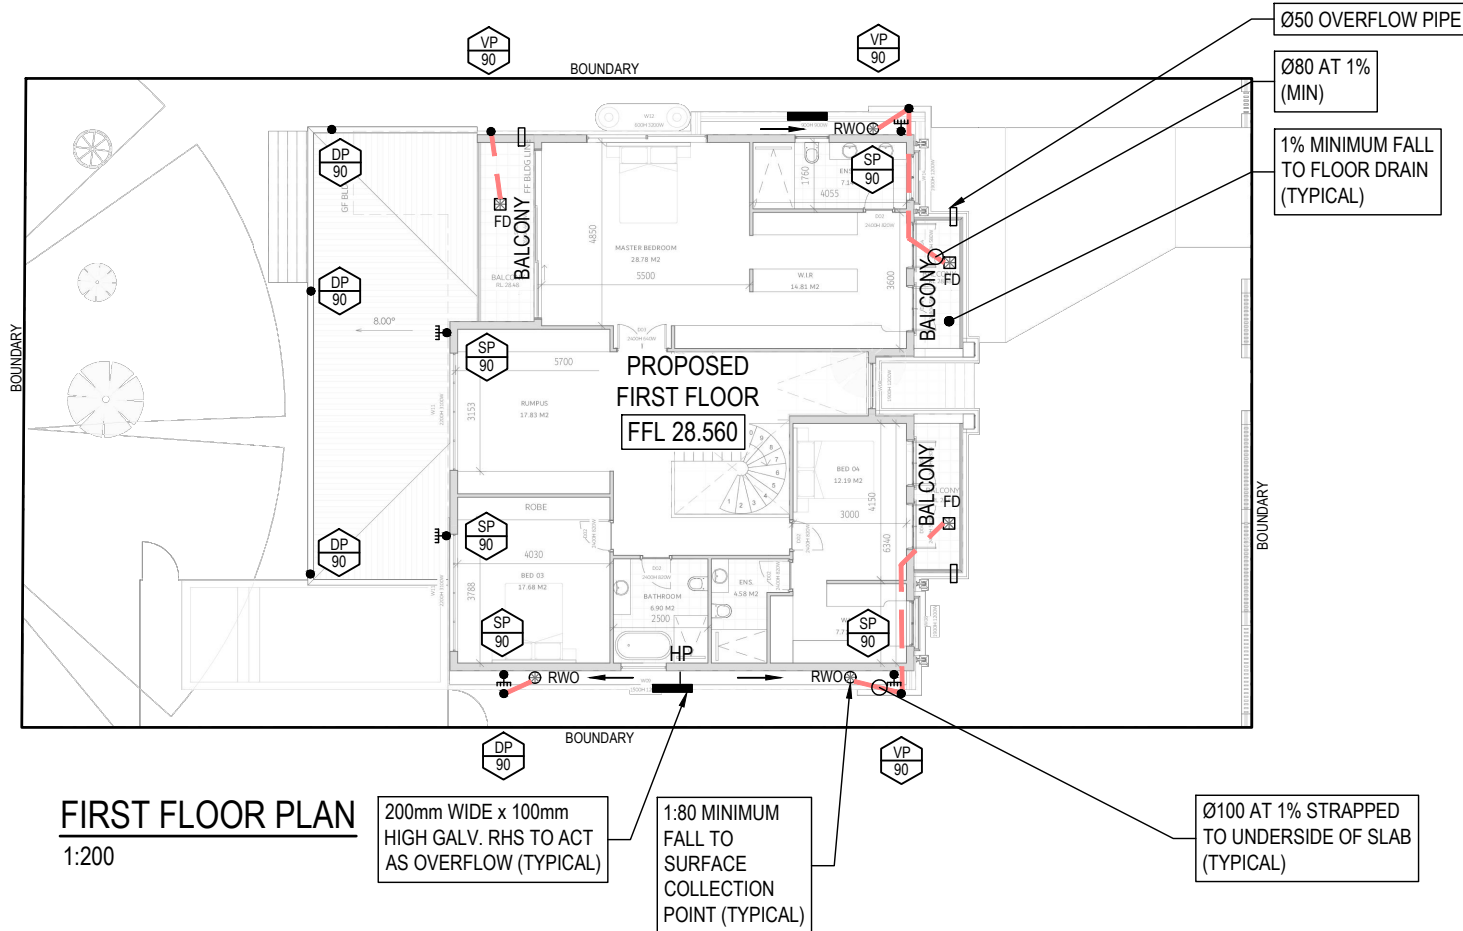 Ø50 OVERFLOW PIPE
VP
90
VP
90
BOUNDARY
Ø80 AT 1%
(MIN)
1% MINIMUM FALL
TO FLOOR DRAIN
(TYPICAL)
RWO
DP
90
SP
90
FF BLDG LINE
GF BLD
1760
4055
FD
BALCONY
4850
MASTER BEDROOM
28.78 M2
5500
W.I.R
14.81 M2
3600
BALCONY
FD
DP
90
8.00°
SP
90
5700
RUMPUS
17.83 M2
3153
PROPOSED
FIRST FLOOR
FFL 28.560
BOUNDARY
BED 04
12.19 M2
3000
4150
6340
BALCONY
FD
BOUNDARY
ROBE
SP
90
DP
90
4030
BED 03
17.68 M2
3788
BATHROOM
6.90 M2
2500
ENS.
4.58 M2
SP
90
SP
90
HP
RWO
RWO
BOUNDARY
DP
90
VP
90
FIRST FLOOR PLAN
1:200
200mm WIDE x 100mm
HIGH GALV. RHS TO ACT
AS OVERFLOW (TYPICAL)
1:80 MINIMUM
FALL TO
SURFACE
COLLECTION
POINT (TYPICAL)
Ø100 AT 1% STRAPPED
TO UNDERSIDE OF SLAB
(TYPICAL)